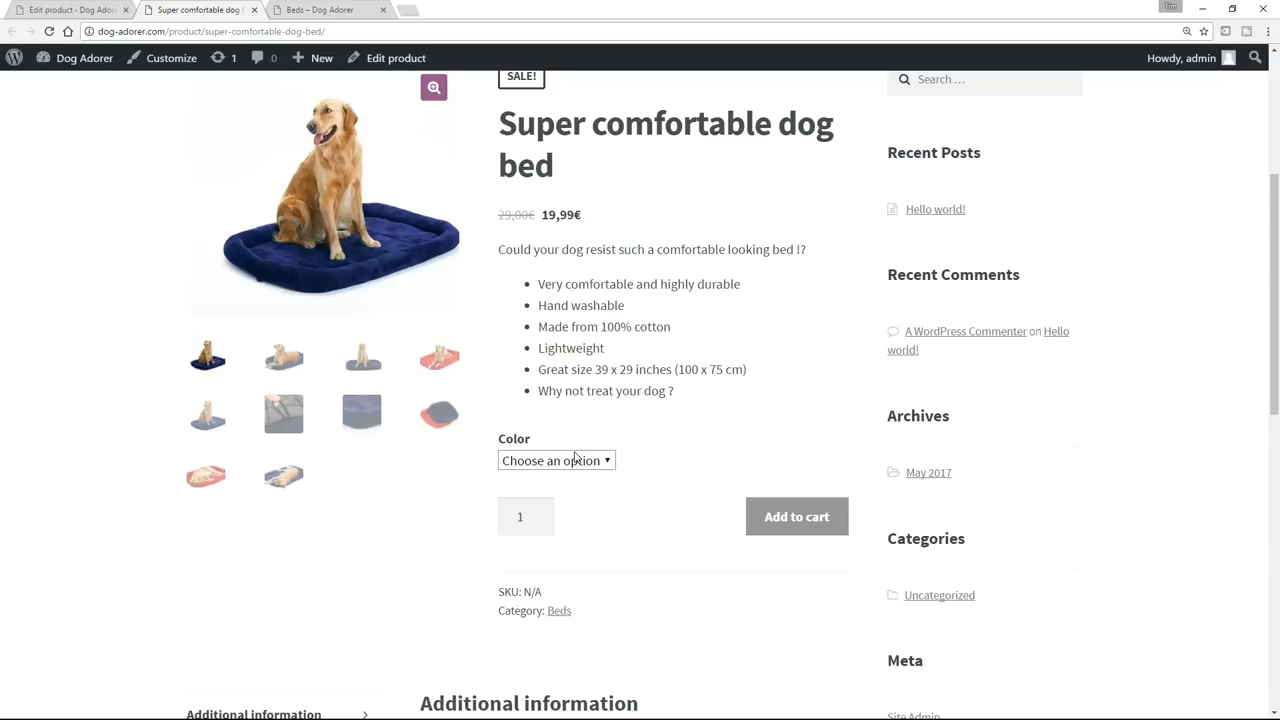 Edit product ‹ Dog Ador
Super comfortable dog
Beds – Dog Adorer
dog-adorer.com/product/super-comfortable-dog-bed/
Dog Adorer
Customize
1
0
New
Edit product
Howdy, admin
SALE!
Super comfortable dog
bed
29,00€ 19,99€
Could your dog resist such a comfortable looking bed !?
Very comfortable and highly durable
Hand washable
Made from 100% cotton
Lightweight
Great size 39 x 29 inches (100 x 75 cm)
Why not treat your dog ?
Color
Choose an option
1
Add to cart
SKU: N/A
Category: Beds
Additional information
Additional information
Search …
Recent Posts
Hello world!
Recent Comments
A WordPress Commenter on Hello
world!
Archives
May 2017
Categories
Uncategorized
Meta
Site Admin